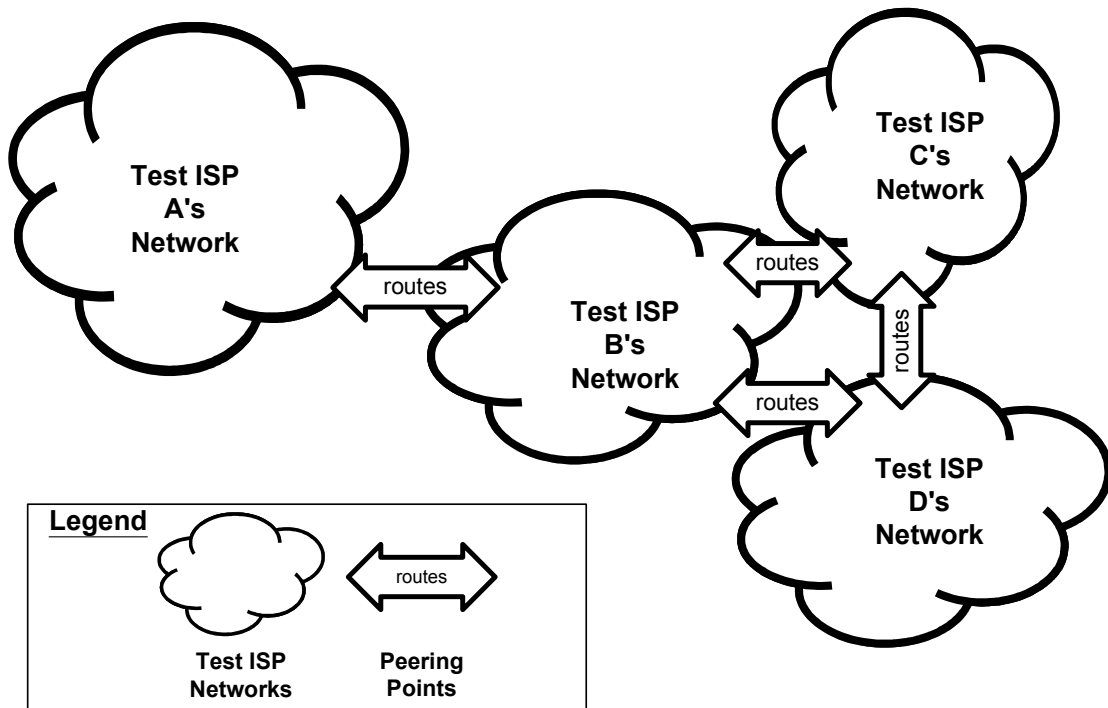 Test ISP
A's
Network
routes
Test ISP
B's
Network
routes
Test ISP
C's
Network
routes
routes
Test ISP
D's
Network
Legend
routes
Test ISP
Networks
Peering
Points